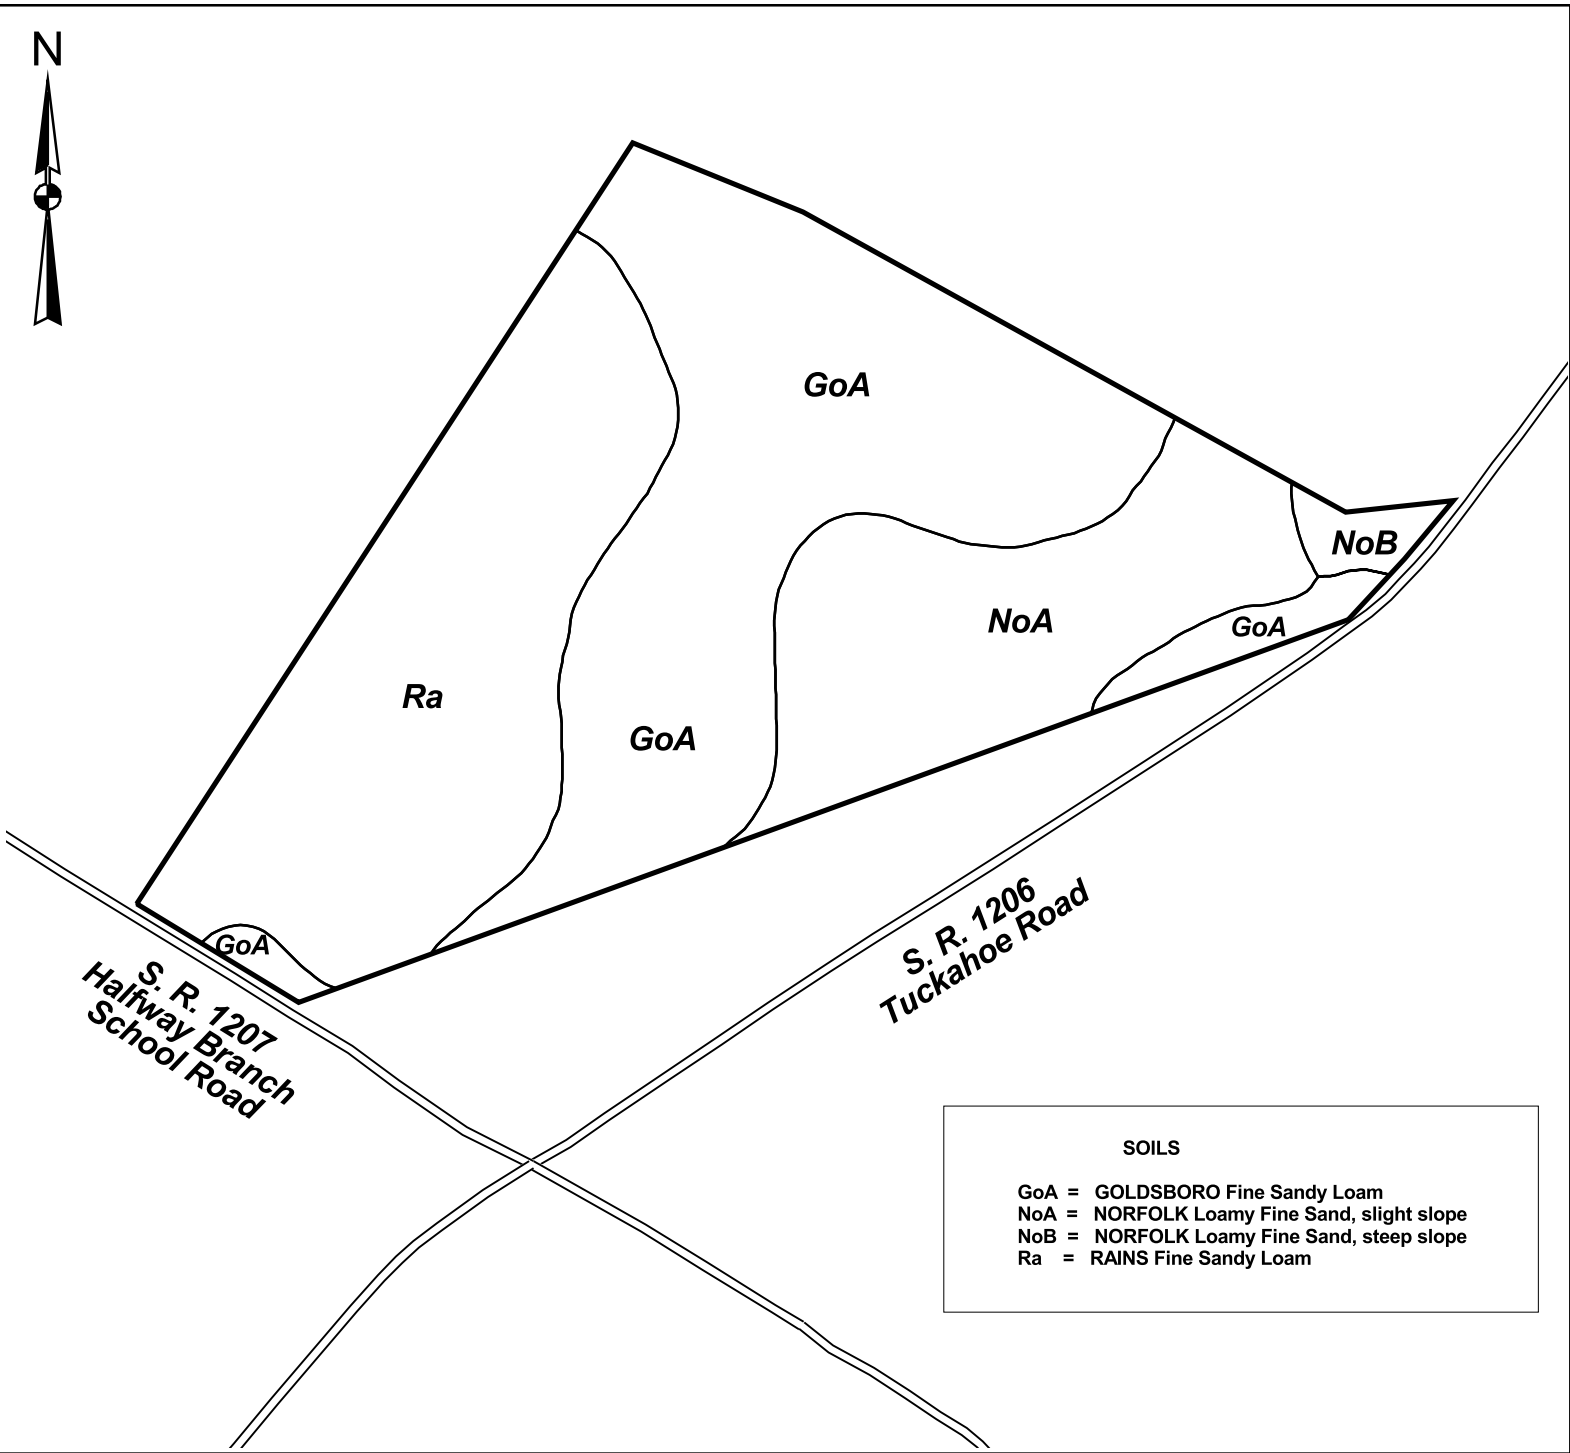 N
GoA
NoB
NoA
GoA
Ra
GoA
GoA
S. R. 1206
Tuckahoe Road
S. R. 1207
Halfway Branch
School Road
SOILS
GoA = GOLDSBORO Fine Sandy Loam
NoA = NORFOLK Loamy Fine Sand, slight slope
NoB = NORFOLK Loamy Fine Sand, steep slope
Ra = RAINS Fine Sandy Loam